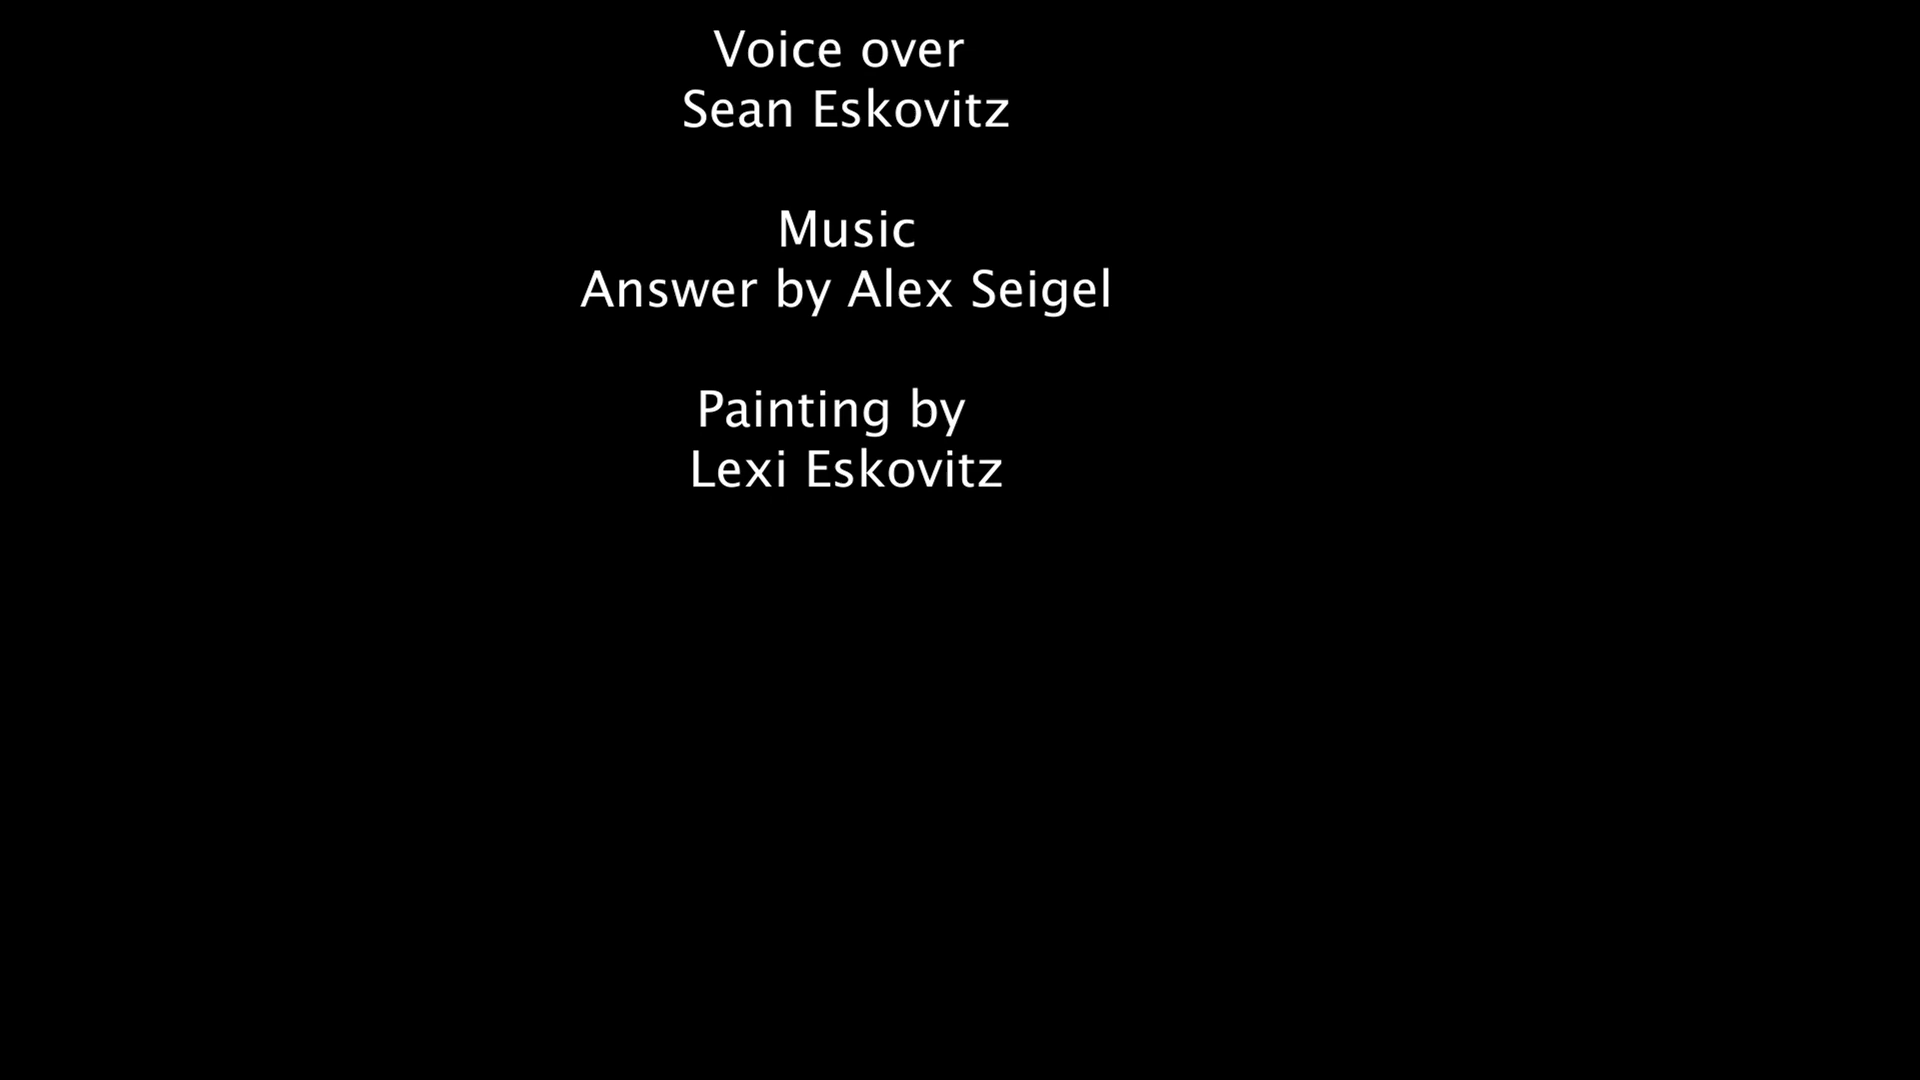 Voice over
Sean Eskovitz
Music
Answer by Alex Seigel
Painting by
Lexi Eskovitz